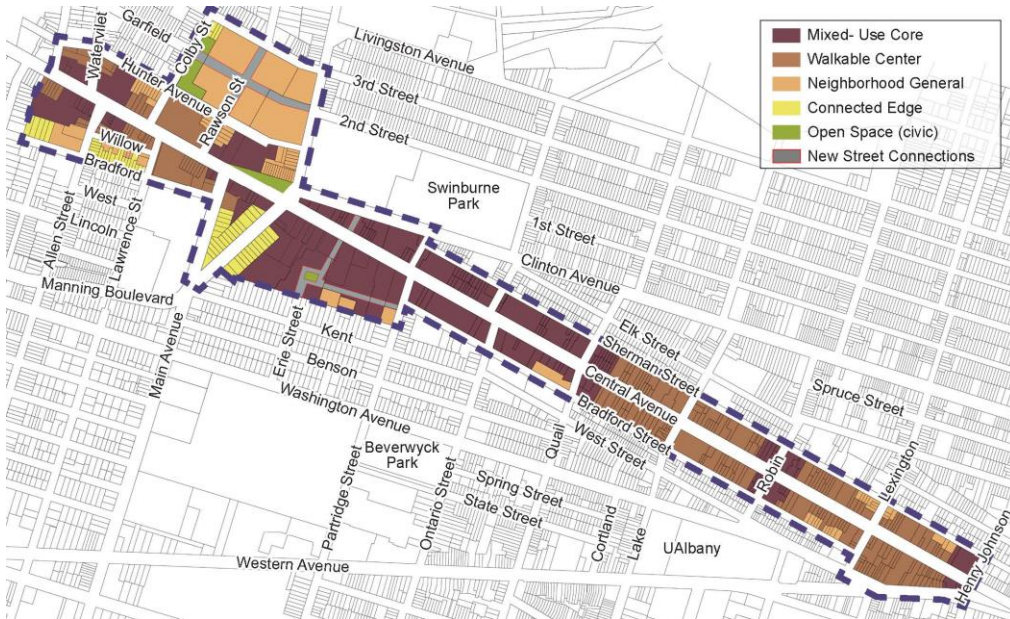 Mixed- Use Core
Walkable Center
Neighborhood General
Connected Edge
Open Space (civic)
New Street Connections
Garfield
Watervliet
Colby St
Hunter Avenue
Rawson St
Livingston Avenue
3rd Street
2nd Street
Willow
Bradford
West
Lincoln
Allen Street
Lawrence St
Manning Boulevard
Main Avenue
Swinburne
Park
1st Street
Clinton Avenue
Erie Street
Kent
Benson
Washington Avenue
Elk Street
Sherman Street
Central Avenue
Bradford Street
West Street
Spruce Street
Quail
Robin
Lexington
Henry Johnson
Beverwyck
Park
Partridge Street
Ontario Street
Spring Street
State Street
Cortland
Lake
UAlbany
Western Avenue